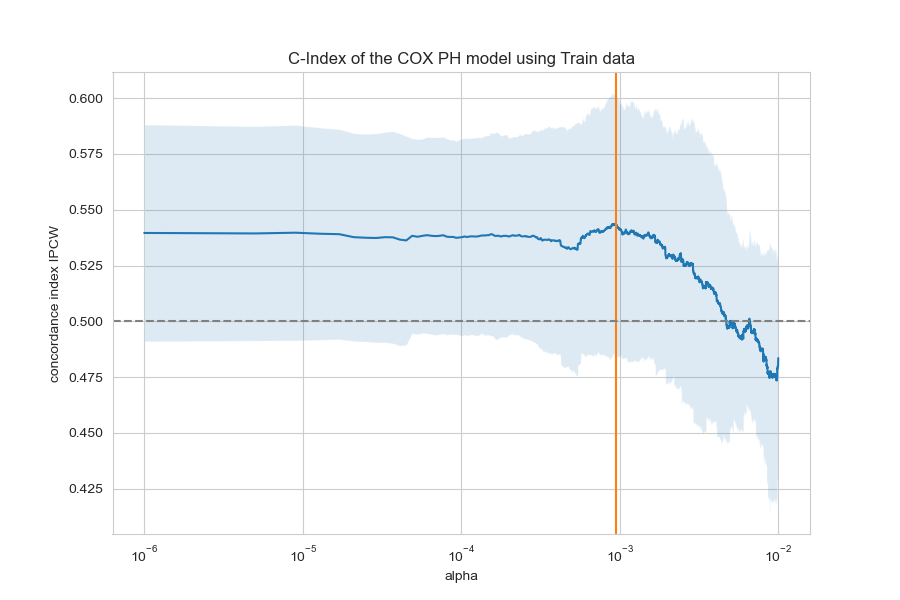 C-Index of the COX PH model using Train data
concordance index IPCW
0.600
0.575
0.550
0.525
0.500
0.475
0.450
0.425
10⁻⁶ 10⁻⁵ 10⁻⁴ 10⁻³ 10⁻²
alpha